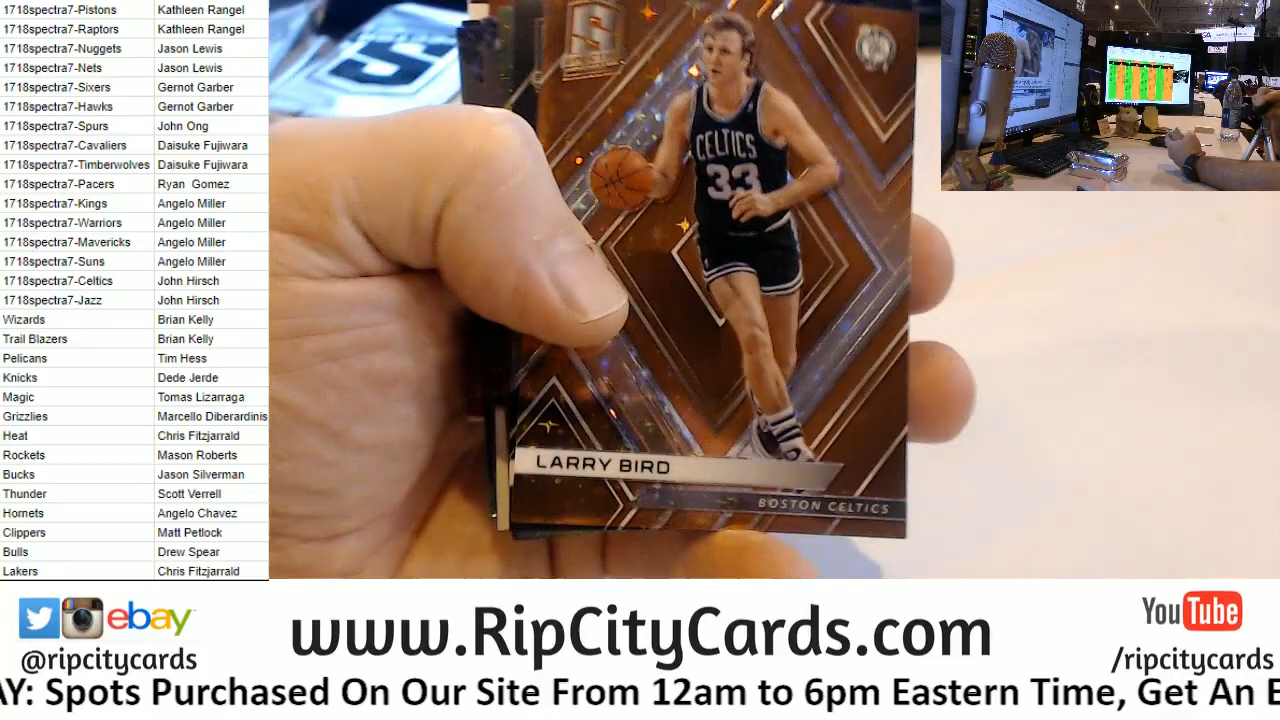 1718spectra7-Pistons Kathleen Rangel
1718spectra7-Raptors Kathleen Rangel
1718spectra7-Nuggets Jason Lewis
1718spectra7-Nets Jason Lewis
1718spectra7-Sixers Gernot Garber
1718spectra7-Hawks Gernot Garber
1718spectra7-Spurs John Ong
1718spectra7-Cavaliers Daisuke Fujiwara
1718spectra7-Timberwolves Daisuke Fujiwara
1718spectra7-Pacers Ryan Gomez
1718spectra7-Kings Angelo Miller
1718spectra7-Warriors Angelo Miller
1718spectra7-Mavericks Angelo Miller
1718spectra7-Suns Angelo Miller
1718spectra7-Celtics John Hirsch
1718spectra7-Jazz John Hirsch
Wizards Brian Kelly
Trail Blazers Brian Kelly
Pelicans Tim Hess
Knicks Dede Jerde
Magic Tomas Lizarraga
Grizzlies Marcello Diberardinis
Heat Chris Fitzjarrald
Rockets Mason Roberts
Bucks Jason Silverman
Thunder Scott Verrell
Hornets Angelo Chavez
Clippers Matt Petlock
Bulls Drew Spear
Lakers Chris Fitzjarrald
CELTICS
33
LARRY BIRD
BOSTON CELTICS
ebay
@ripcitycards
www.RipCityCards.com
YouTube
/ripcitycards
AY: Spots Purchased On Our Site From 12am to 6pm Eastern Time, Get An E